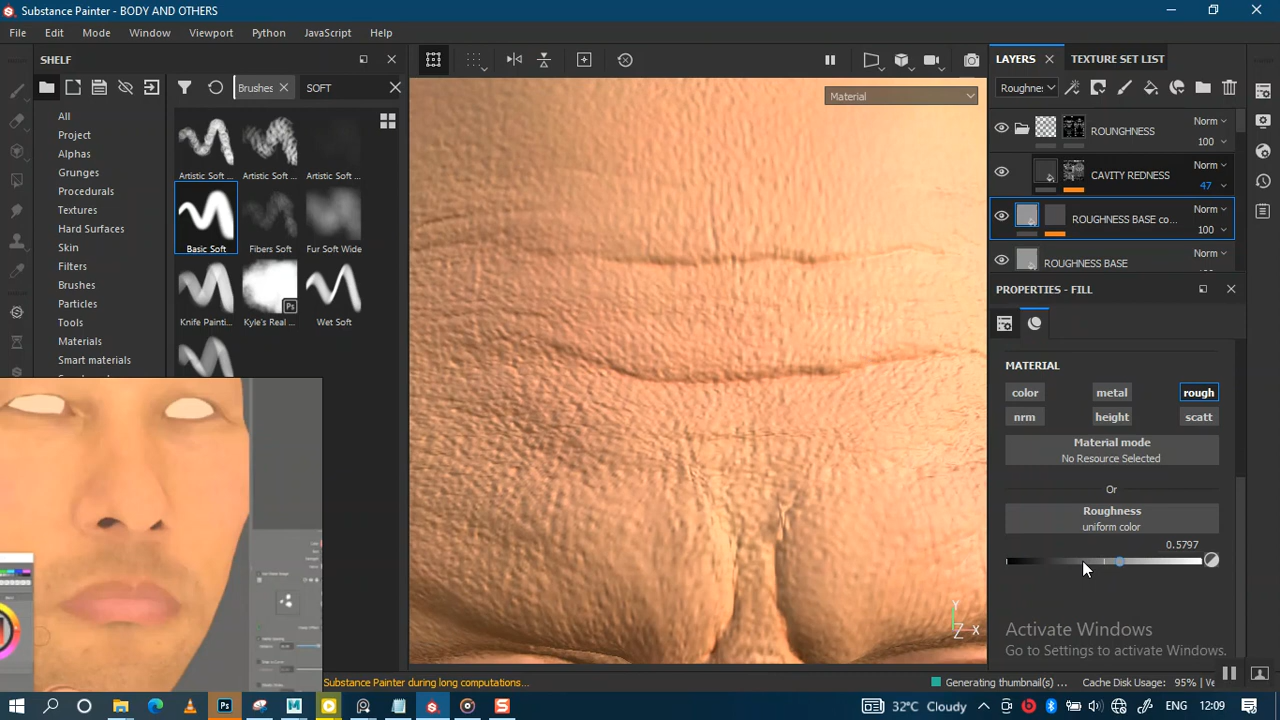 Substance Painter - BODY AND OTHERS
File Edit Mode Window Viewport Python JavaScript Help
SHELF
Brushes
SOFT
All
Project
Alphas
Grunges
Procedurals
Textures
Hard Surfaces
Skin
Filters
Brushes
Particles
Tools
Materials
Smart materials
Artistic Soft ... Artistic Soft ... Artistic Soft ...
Basic Soft Fibers Soft Fur Soft Wide
Ps
Knife Painti... Kyle's Real ... Wet Soft
Material
Y
Z X
LAYERS TEXTURE SET LIST
Roughne:
ROUNGHNESS
Norm
100
CAVITY REDNESS
Norm
47
ROUGHNESS BASE co...
Norm
100
ROUGHNESS BASE
Norm
PROPERTIES - FILL
MATERIAL
color metal rough
nrm height scatt
Material mode
No Resource Selected
Or
Roughness
uniform color
0.5797
Activate Windows
Go to Settings to activate Windows.
Substance Painter during long computations...
Generating thumbnail(s) ... Cache Disk Usage: 95% | Ve
Ps
32°C Cloudy
ENG 12:09